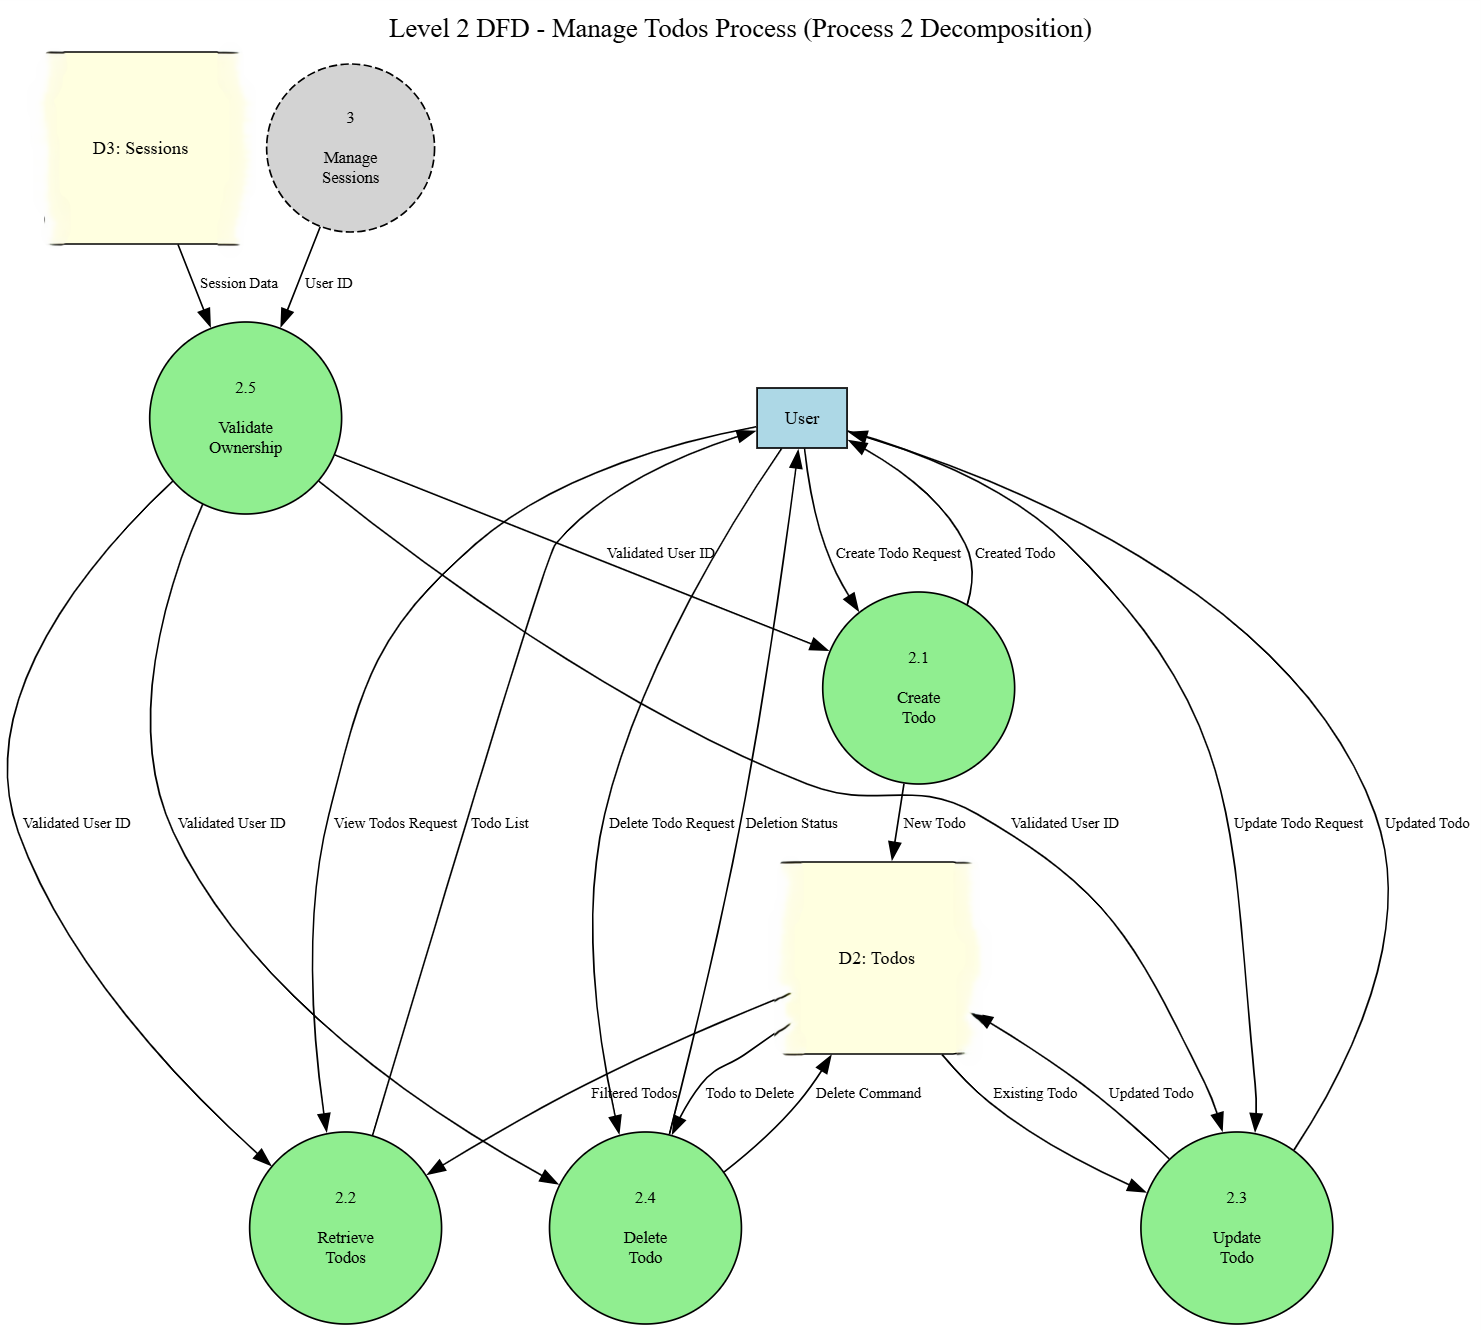 Level 2 DFD - Manage Todos Process (Process 2 Decomposition)
D3: Sessions
3
Manage
Sessions
Session Data
User ID
2.5
Validate
Ownership
User
Validated User ID
Create Todo Request
Created Todo
2.1
Create
Todo
Validated User ID
Validated User ID
View Todos Request
Todo List
Delete Todo Request
Deletion Status
New Todo
Validated User ID
Update Todo Request
Updated Todo
D2: Todos
Filtered Todos
Todo to Delete
Delete Command
Existing Todo
Updated Todo
2.2
Retrieve
Todos
2.4
Delete
Todo
2.3
Update
Todo